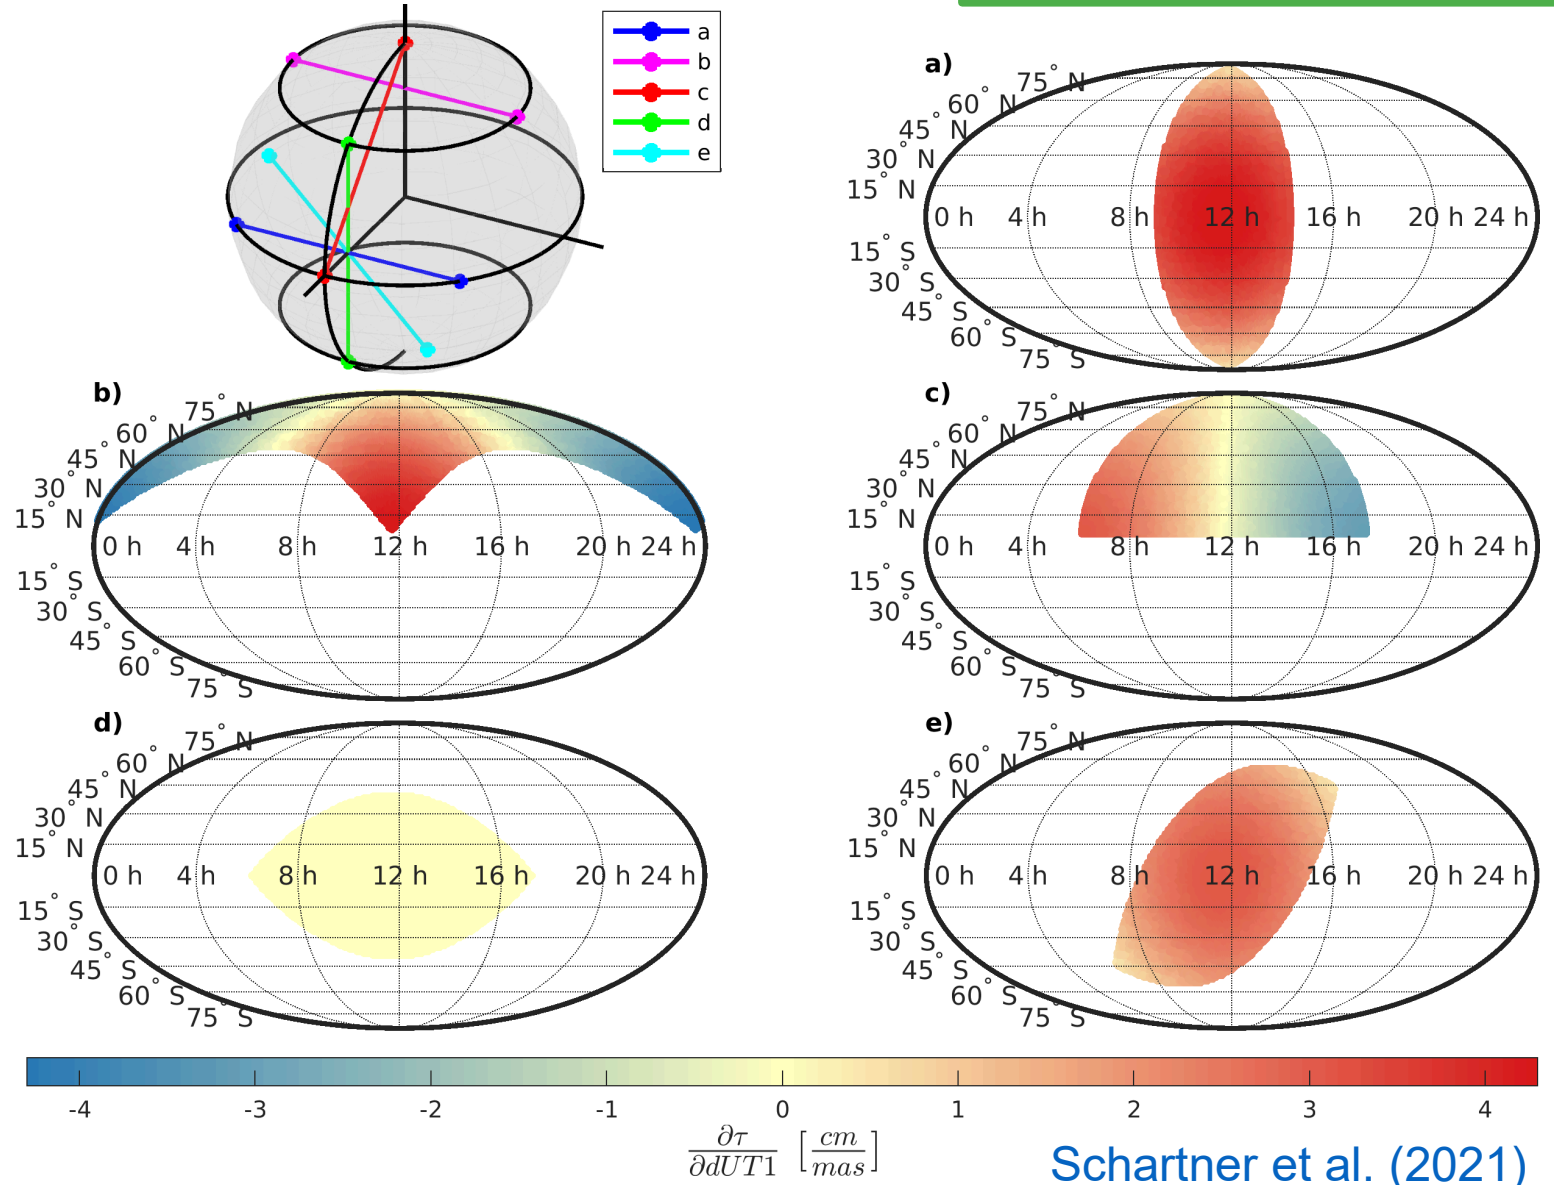 a
b
c
d
e
a)
75° N
60° N
45° N
30° N
15° N
0 h 4 h 8 h 12 h 16 h 20 h 24 h
15° S
30° S
45° S
60° S
75° S
b)
75° N
60° N
45° N
30° N
15° N
0 h 4 h 8 h 12 h 16 h 20 h 24 h
15° S
30° S
45° S
60° S
75° S
c)
75° N
60° N
45° N
30° N
15° N
0 h 4 h 8 h 12 h 16 h 20 h 24 h
15° S
30° S
45° S
60° S
75° S
d)
75° N
60° N
45° N
30° N
15° N
0 h 4 h 8 h 12 h 16 h 20 h 24 h
15° S
30° S
45° S
60° S
75° S
e)
75° N
60° N
45° N
30° N
15° N
0 h 4 h 8 h 12 h 16 h 20 h 24 h
15° S
30° S
45° S
60° S
75° S
-4 -3 -2 -1 0 1 2 3 4
∂τ/∂dUT1 [cm/mas]
Schartner et al. (2021)